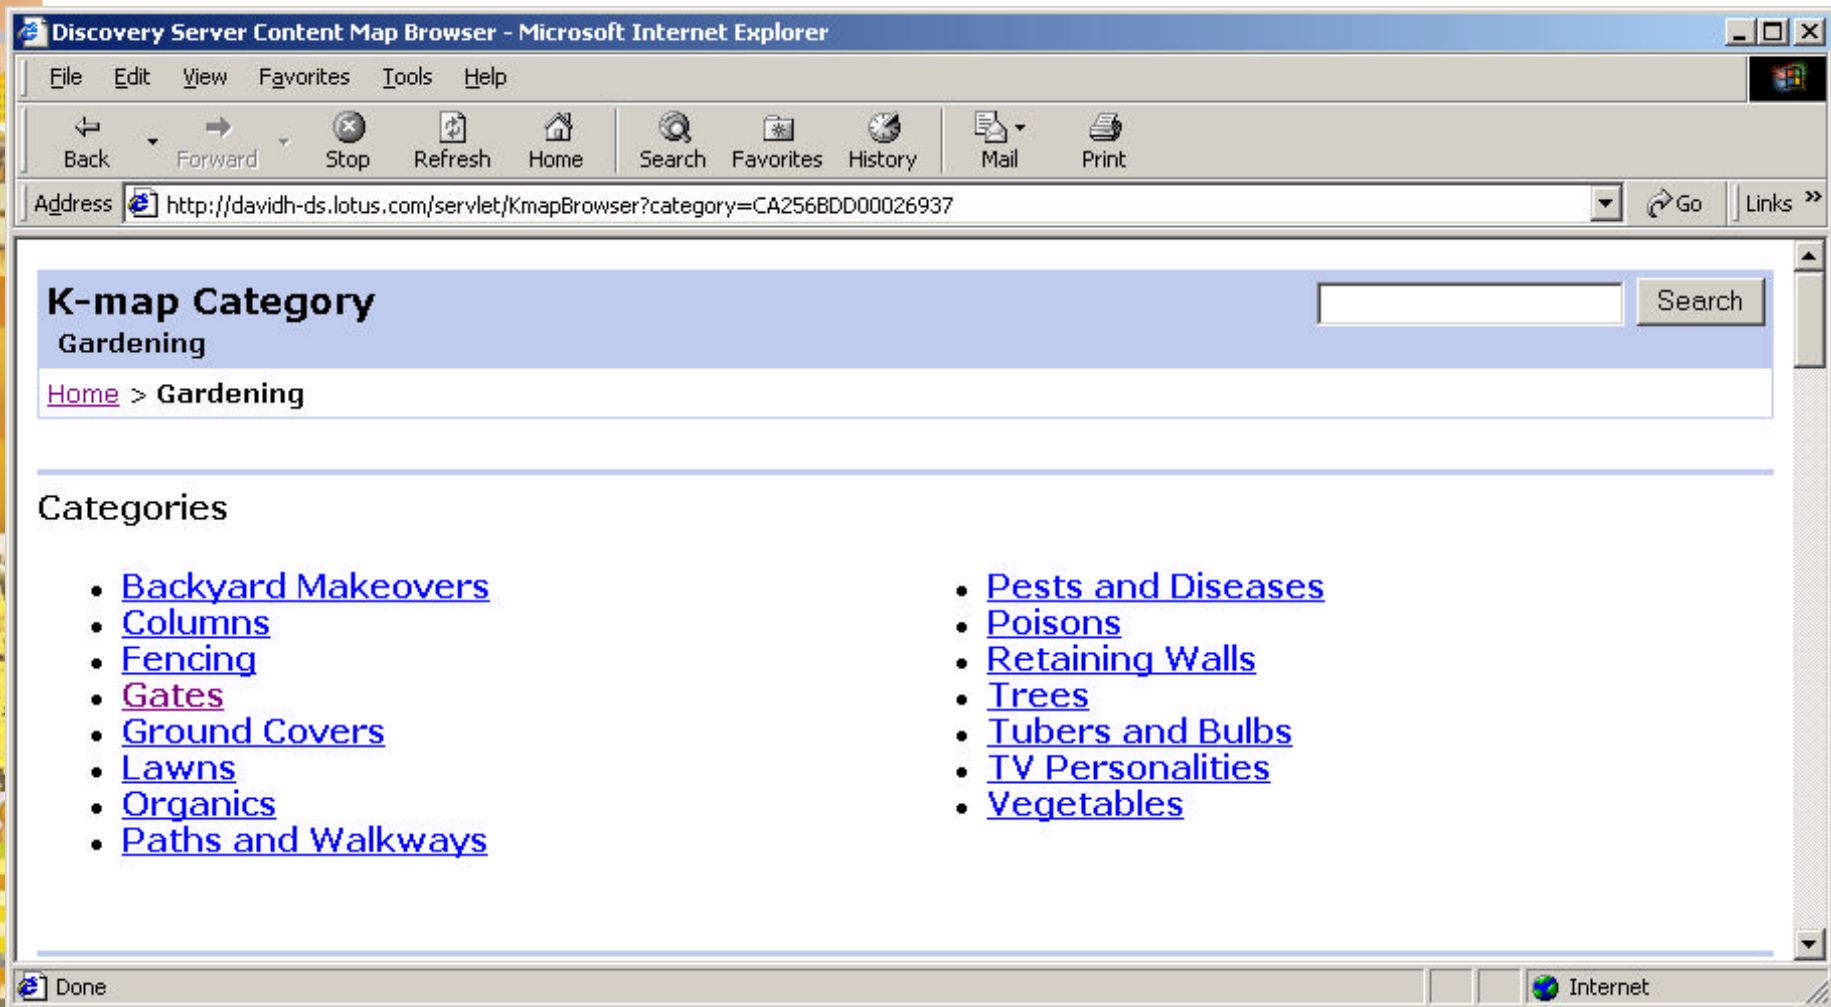 Discovery Server Content Map Browser - Microsoft Internet Explorer
File Edit View Favorites Tools Help
Back Forward Stop Refresh Home Search Favorites History Mail Print
Address http://davidh-ds.lotus.com/servlet/KmapBrowser?category=CA256BDD00026937 Go Links »
K-map Category Search
Gardening
Home > Gardening
Categories
• Backyard Makeovers
• Columns
• Fencing
• Gates
• Ground Covers
• Lawns
• Organics
• Paths and Walkways
• Pests and Diseases
• Poisons
• Retaining Walls
• Trees
• Tubers and Bulbs
• TV Personalities
• Vegetables
Done Internet